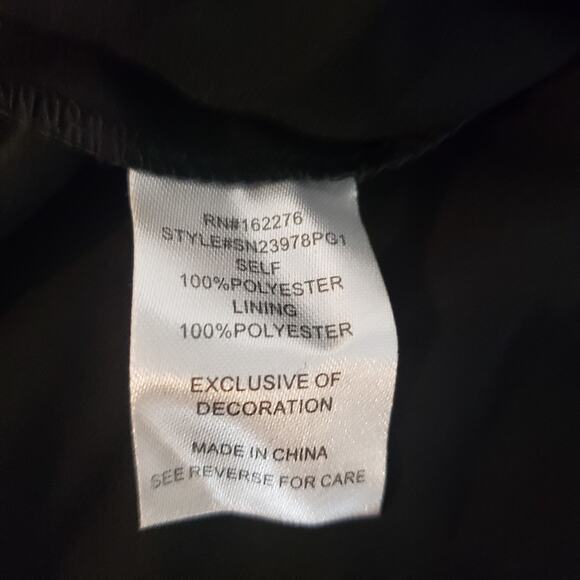 RN#162276
STYLE#SN23978PG1
SELF
100%POLYESTER
LINING
100%POLYESTER
EXCLUSIVE OF
DECORATION
MADE IN CHINA
SEE REVERSE FOR CARE